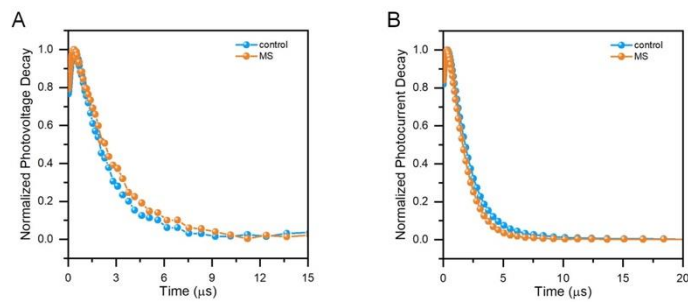 A
Normalized Photovoltage Decay
1.0
0.8
0.6
0.4
0.2
0.0
control
MS
0 3 6 9 12 15
Time (μs)
B
Normalized Photocurrent Decay
1.0
0.8
0.6
0.4
0.2
0.0
control
MS
0 5 10 15 20
Time (μs)